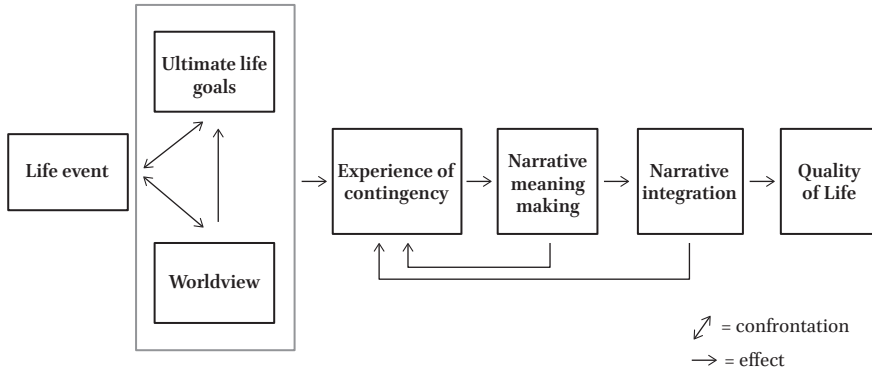 Ultimate life
goals
Life event
Worldview
Experience of
contingency
Narrative
meaning
making
Narrative
integration
Quality
of Life
= confrontation
= effect